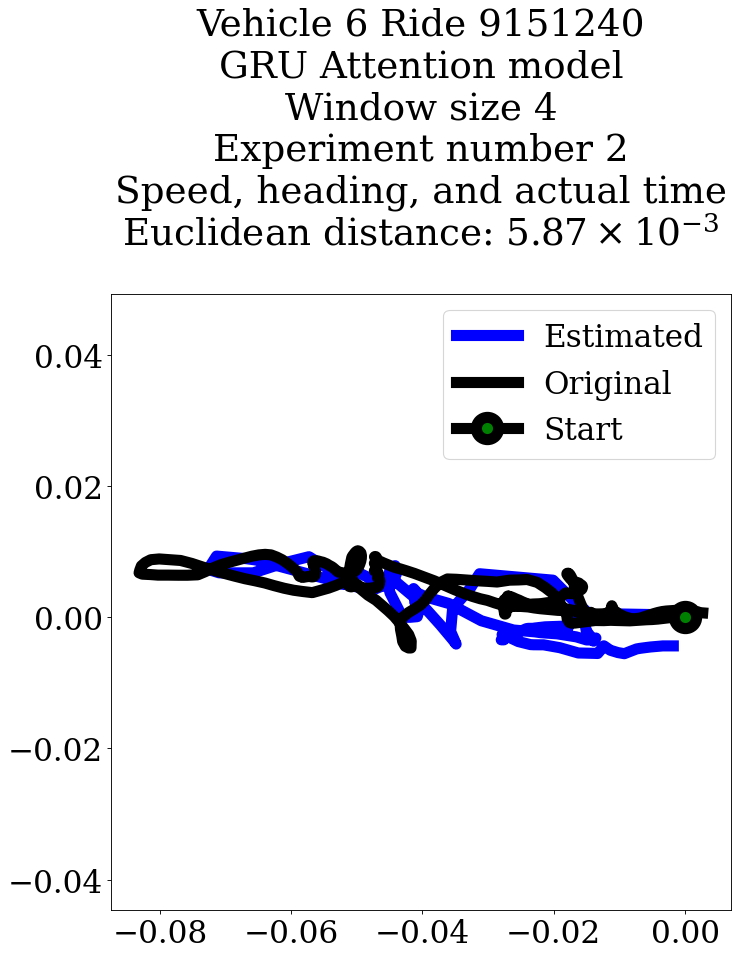 Vehicle 6 Ride 9151240
GRU Attention model
Window size 4
Experiment number 2
Speed, heading, and actual time
Euclidean distance: 5.87 × 10⁻³
Estimated
Original
Start
0.04
0.02
0.00
−0.02
−0.04
−0.08 −0.06 −0.04 −0.02 0.00